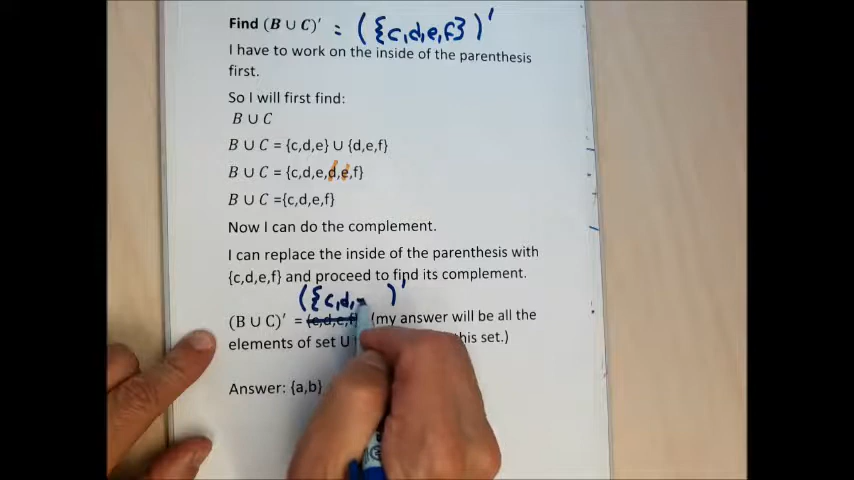 Find (B ∪ C)′ = ({c,d,e,f})′
I have to work on the inside of the parenthesis
first.
So I will first find:
B ∪ C
B ∪ C = {c,d,e} ∪ {d,e,f}
B ∪ C = {c,d,e,d,e,f}
B ∪ C ={c,d,e,f}
Now I can do the complement.
I can replace the inside of the parenthesis with
{c,d,e,f} and proceed to find its complement.
({c,d, )′
(B ∪ C)′ = {c,d,e,f} (my answer will be all the
elements of set U this set.)
Answer: {a,b}